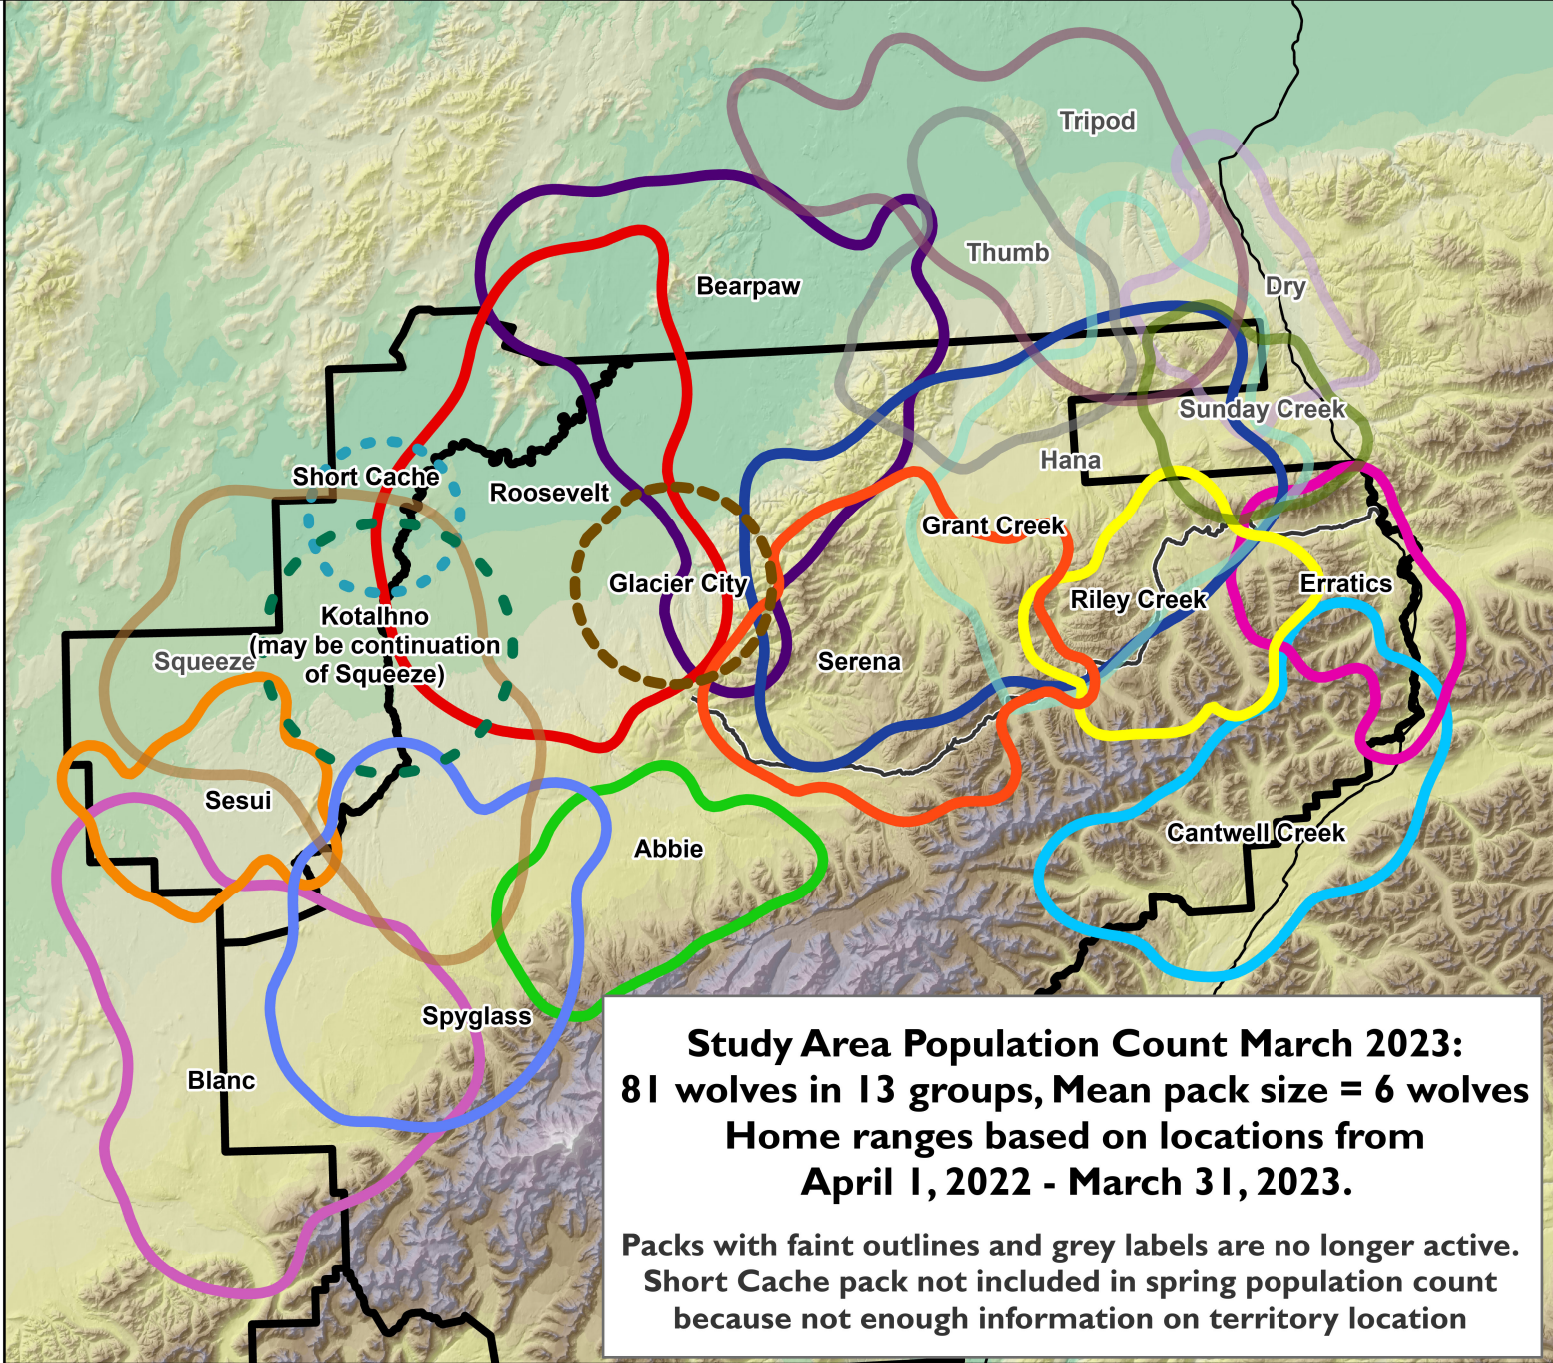 Tripod
Thumb
Bearpaw
Dry
Sunday Creek
Hana
Short Cache
Roosevelt
Grant Creek
Glacier City
Erratics
Riley Creek
Kotalhno
(may be continuation
of Squeeze)
Squeeze
Serena
Sesui
Abbie
Cantwell Creek
Spyglass
Blanc
Study Area Population Count March 2023:
81 wolves in 13 groups, Mean pack size = 6 wolves
Home ranges based on locations from
April 1, 2022 - March 31, 2023.
Packs with faint outlines and grey labels are no longer active.
Short Cache pack not included in spring population count
because not enough information on territory location